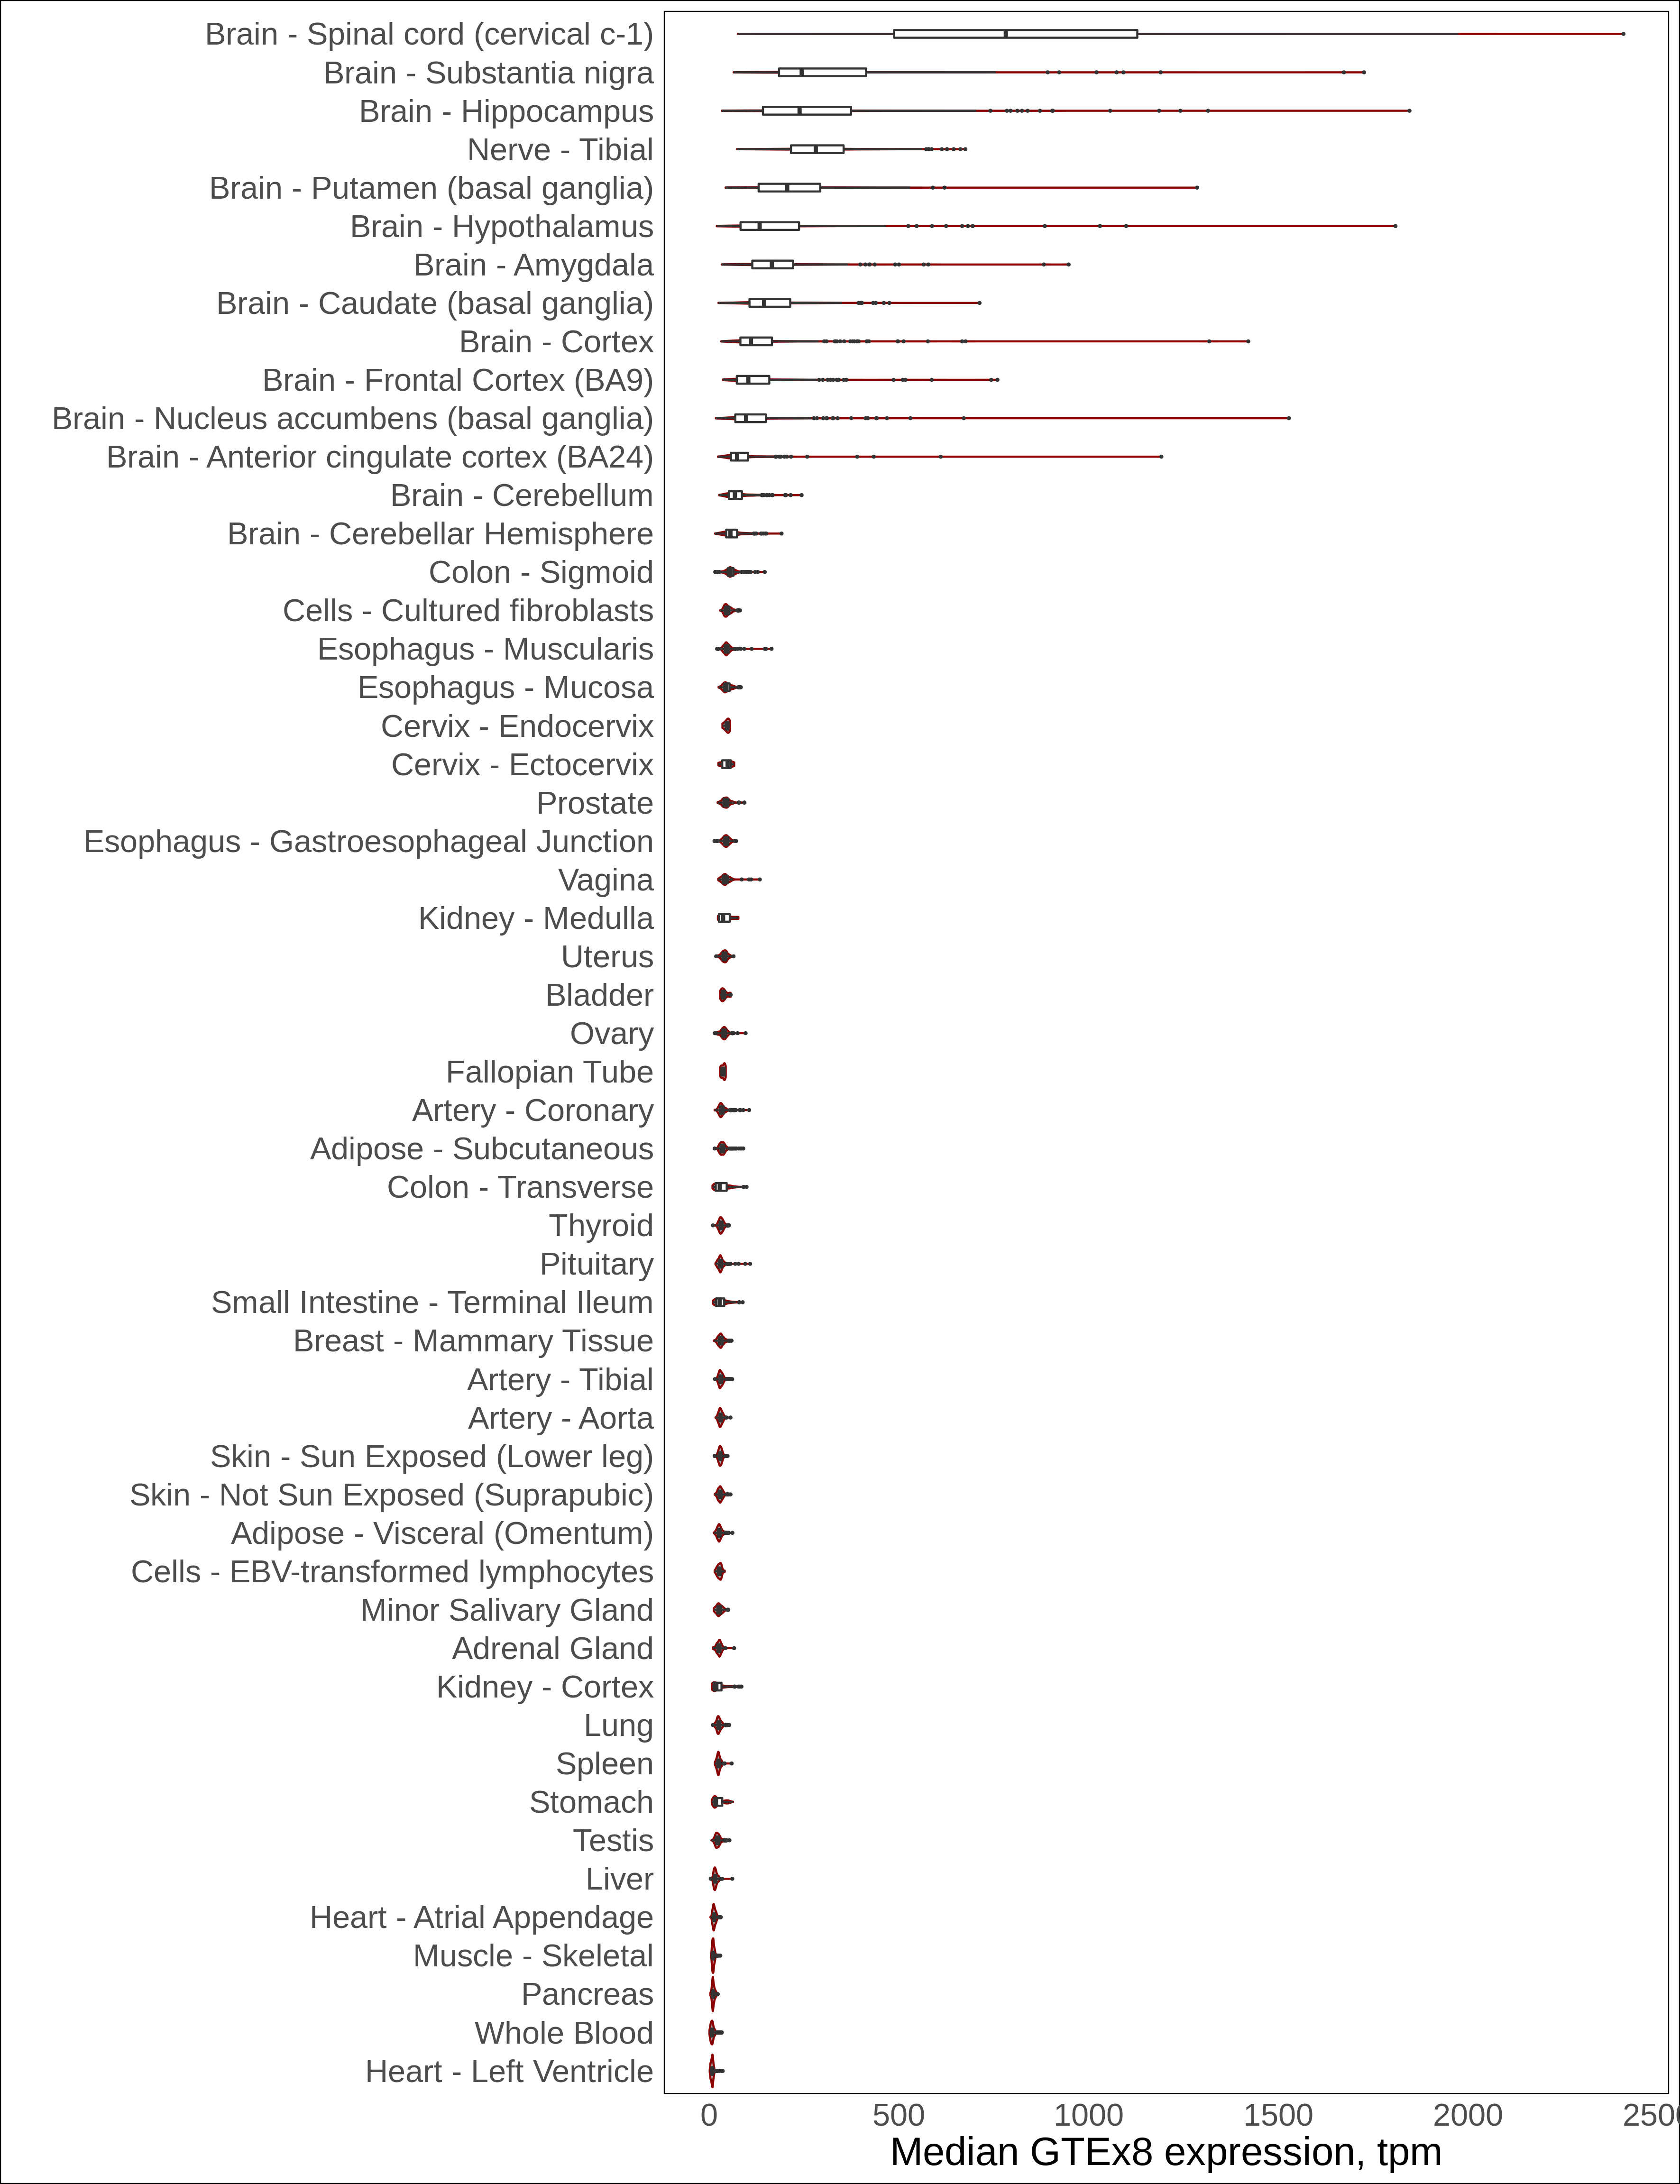 Brain - Spinal cord (cervical c-1)
Brain - Substantia nigra
Brain - Hippocampus
Nerve - Tibial
Brain - Putamen (basal ganglia)
Brain - Hypothalamus
Brain - Amygdala
Brain - Caudate (basal ganglia)
Brain - Cortex
Brain - Frontal Cortex (BA9)
Brain - Nucleus accumbens (basal ganglia)
Brain - Anterior cingulate cortex (BA24)
Brain - Cerebellum
Brain - Cerebellar Hemisphere
Colon - Sigmoid
Cells - Cultured fibroblasts
Esophagus - Muscularis
Esophagus - Mucosa
Cervix - Endocervix
Cervix - Ectocervix
Prostate
Esophagus - Gastroesophageal Junction
Vagina
Kidney - Medulla
Uterus
Bladder
Ovary
Fallopian Tube
Artery - Coronary
Adipose - Subcutaneous
Colon - Transverse
Thyroid
Pituitary
Small Intestine - Terminal Ileum
Breast - Mammary Tissue
Artery - Tibial
Artery - Aorta
Skin - Sun Exposed (Lower leg)
Skin - Not Sun Exposed (Suprapubic)
Adipose - Visceral (Omentum)
Cells - EBV-transformed lymphocytes
Minor Salivary Gland
Adrenal Gland
Kidney - Cortex
Lung
Spleen
Stomach
Testis
Liver
Heart - Atrial Appendage
Muscle - Skeletal
Pancreas
Whole Blood
Heart - Left Ventricle
0 500 1000 1500 2000 2500
Median GTEx8 expression, tpm